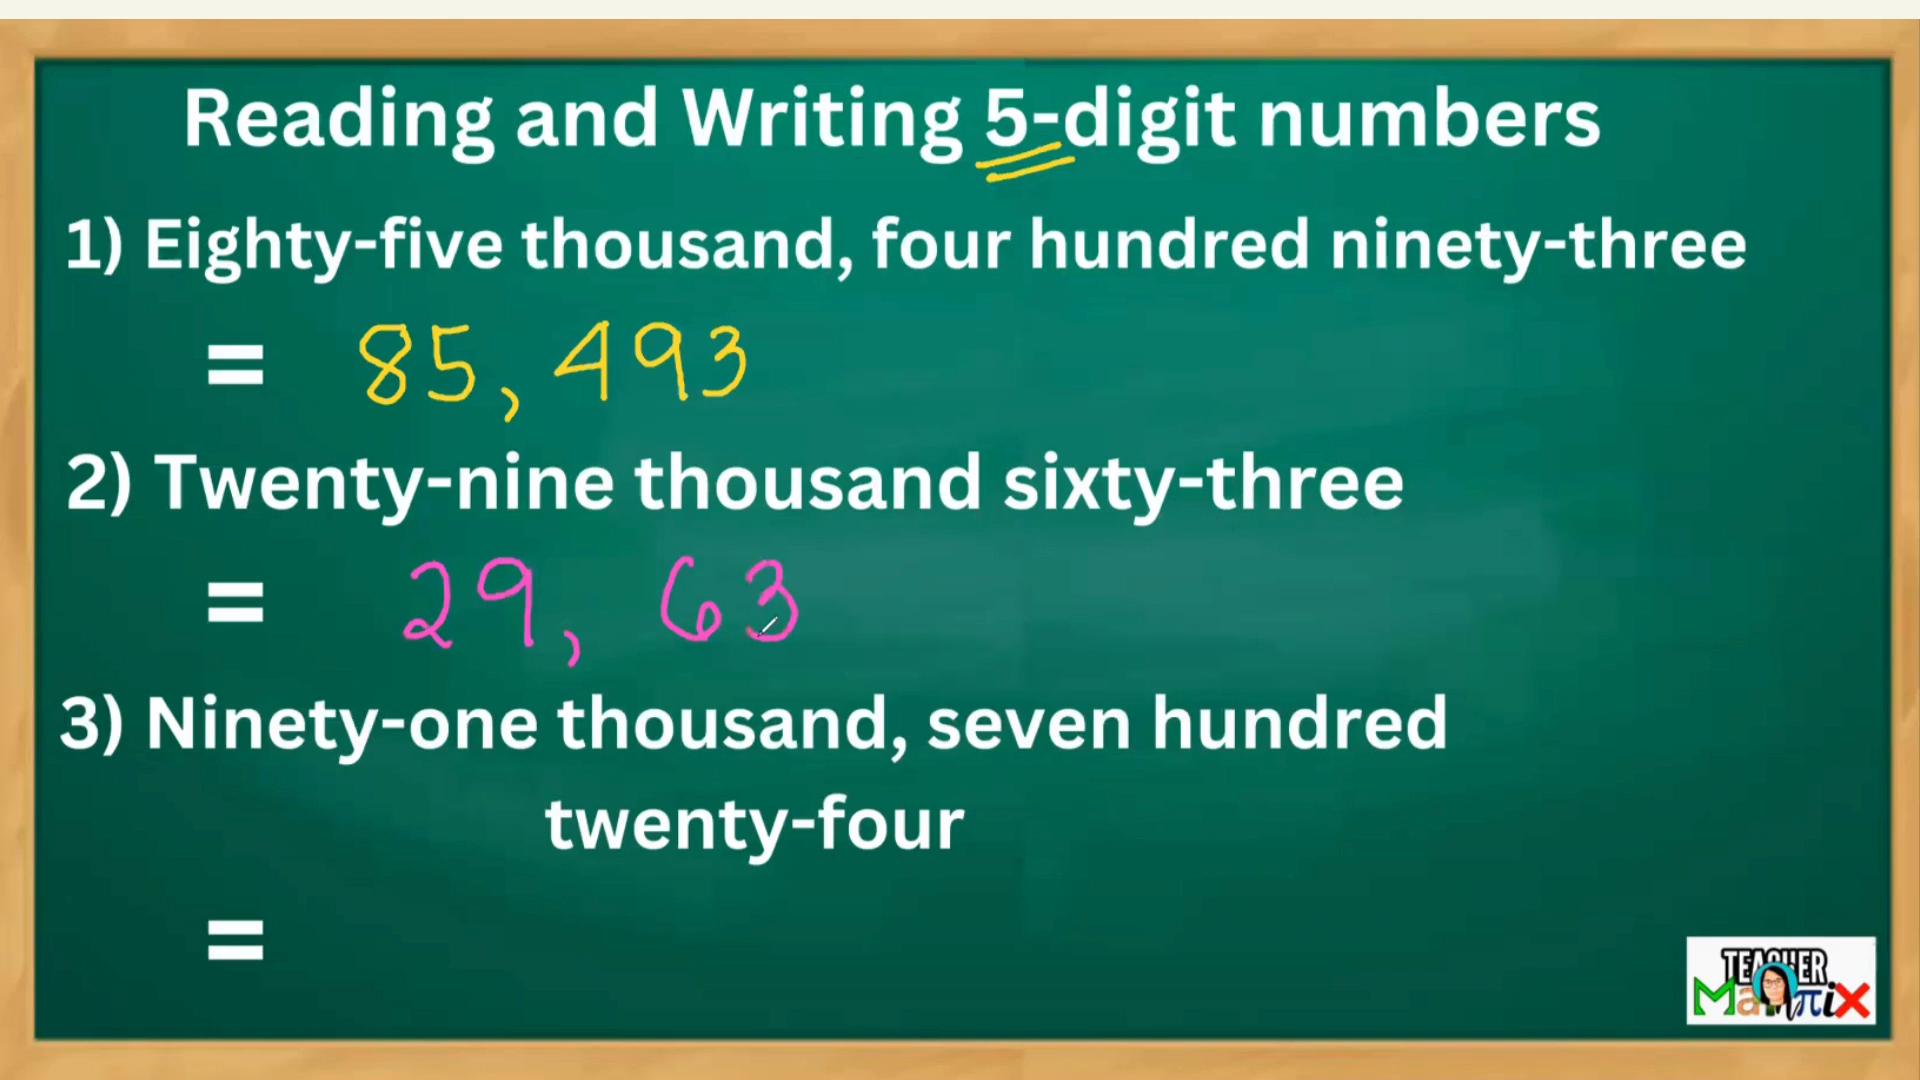 Reading and Writing 5-digit numbers
1) Eighty-five thousand, four hundred ninety-three
= 85, 493
2) Twenty-nine thousand sixty-three
= 29, 63
3) Ninety-one thousand, seven hundred
twenty-four
=
TEACHER